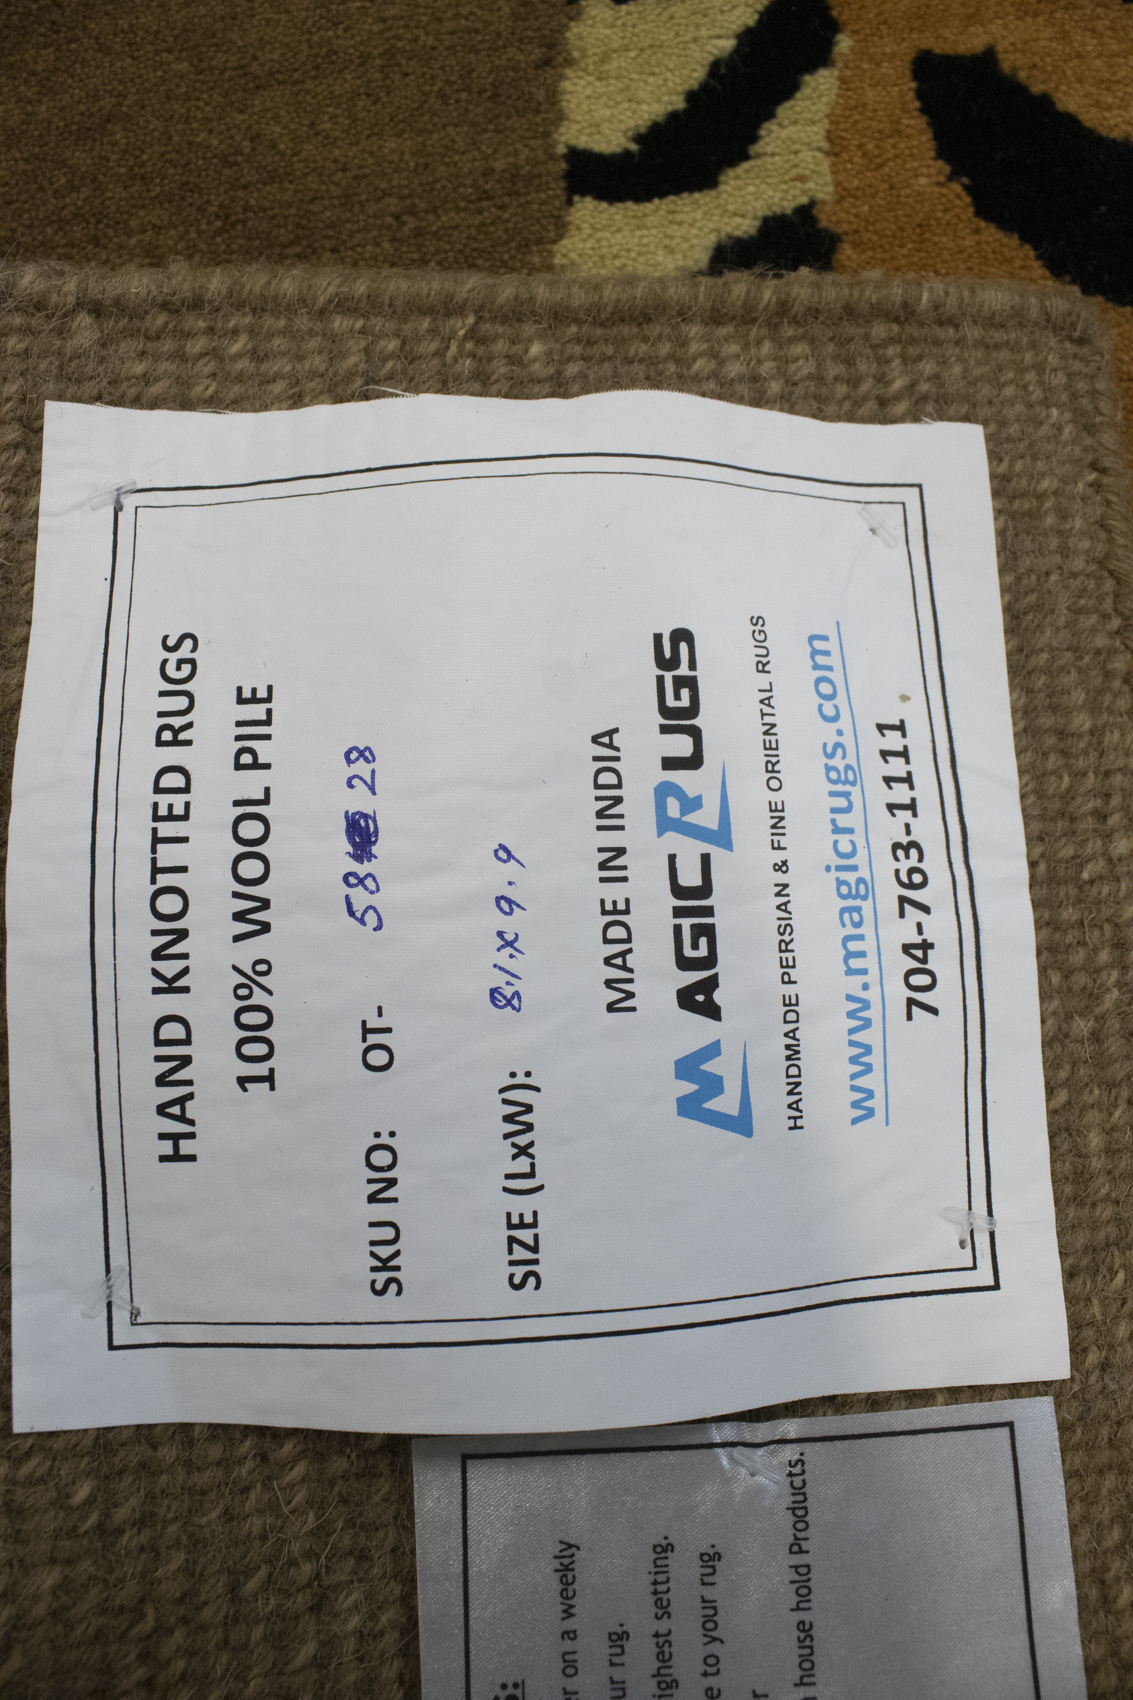 HAND KNOTTED RUGS
100% WOOL PILE
SKU NO: OT- 58 28
SIZE (LxW): 8.1 x 9.9
MADE IN INDIA
MAGIC RUGS
HANDMADE PERSIAN & FINE ORIENTAL RUGS
www.magicrugs.com
704-763-1111
on a weekly
rug.
setting.
to your rug.
house hold Products.